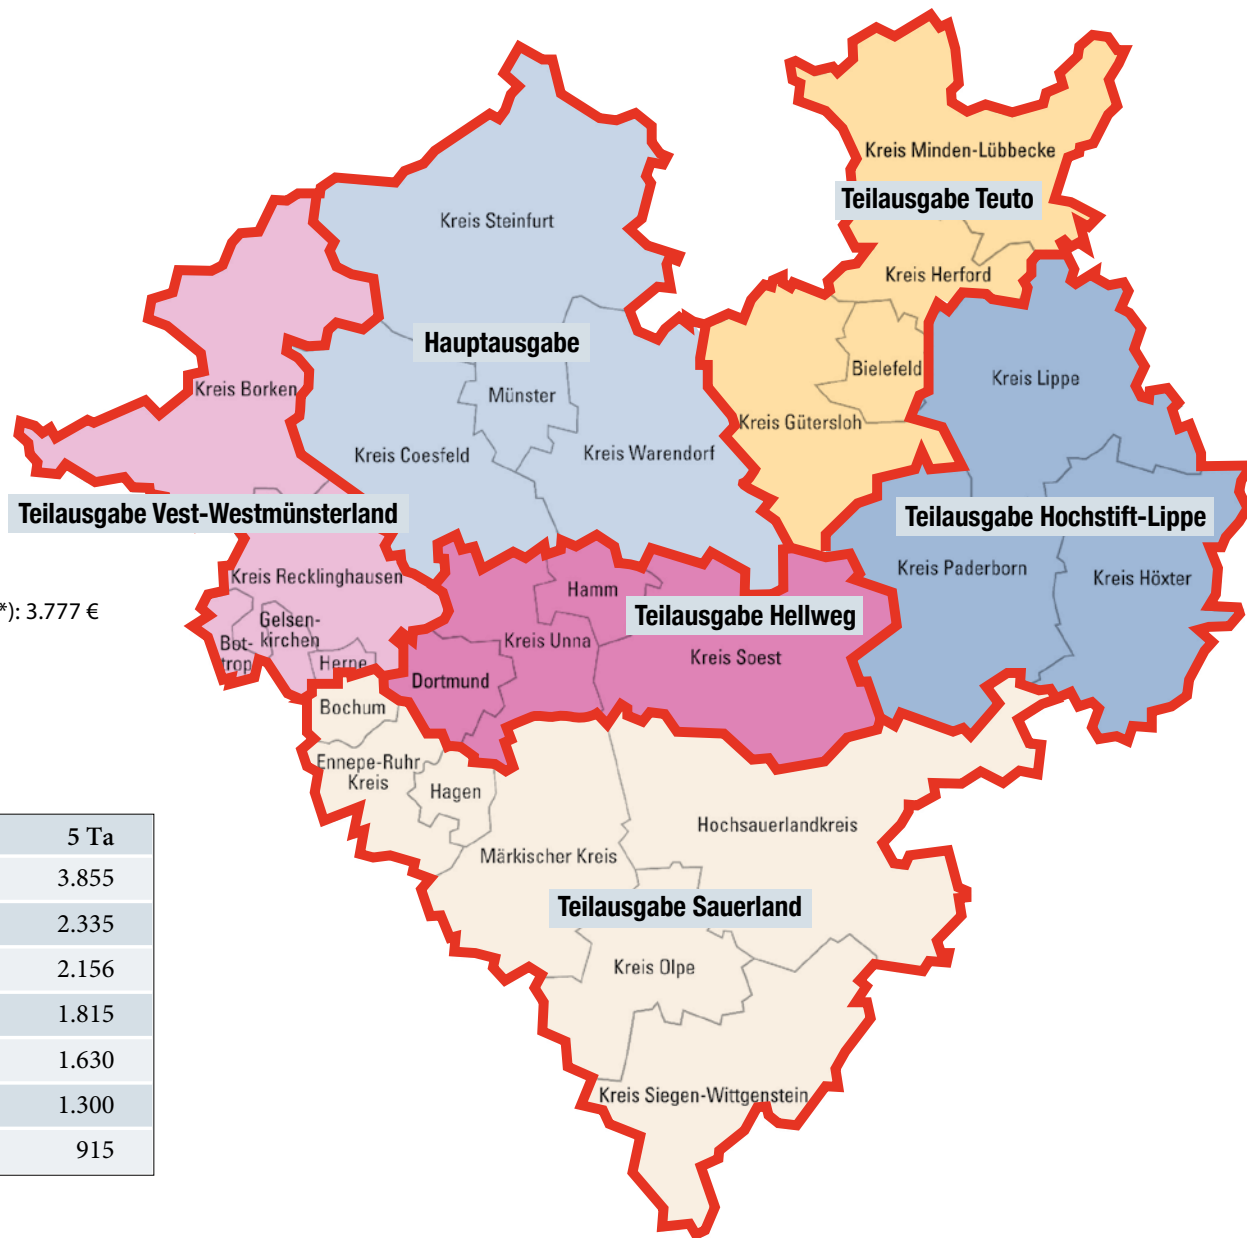 Kreis Minden-Lübbecke
Teilausgabe Teuto
Kreis Steinfurt
Kreis Herford
Hauptausgabe
Bielefeld
Kreis Lippe
Kreis Borken
Münster
Kreis Gütersloh
Kreis Coesfeld
Kreis Warendorf
Teilausgabe Vest-Westmünsterland
Teilausgabe Hochstift-Lippe
Kreis Paderborn
Kreis Höxter
Kreis Recklinghausen
Hamm
*): 3.777 €
Teilausgabe Hellweg
Gelsen-
kirchen
Bot-
trop
Kreis Unna
Kreis Soest
Herne
Dortmund
Bochum
Ennepe-Ruhr
Kreis
Hagen
Hochsauerlandkreis
Märkischer Kreis
Teilausgabe Sauerland
Kreis Olpe
Kreis Siegen-Wittgenstein
5 Ta
3.855
2.335
2.156
1.815
1.630
1.300
915